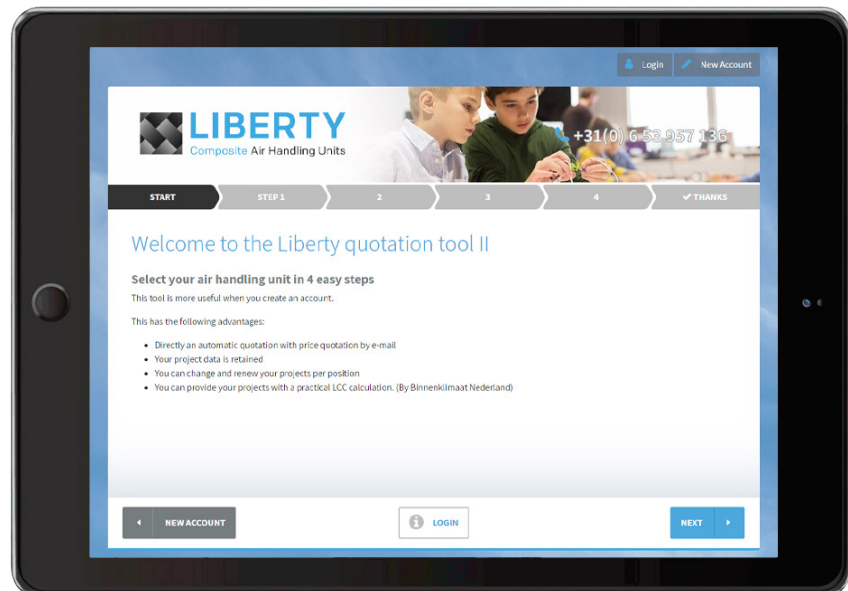 Login New Account
LIBERTY
Composite Air Handling Units
+31(0) 6 53 957 136
START STEP 1 2 3 4 THANKS
Welcome to the Liberty quotation tool II
Select your air handling unit in 4 easy steps
This tool is more useful when you create an account.
This has the following advantages:
Directly an automatic quotation with price quotation by e-mail
Your project data is retained
You can change and renew your projects per position
You can provide your projects with a practical LCC calculation. (By Binnenklimaat Nederland)
NEW ACCOUNT LOGIN NEXT